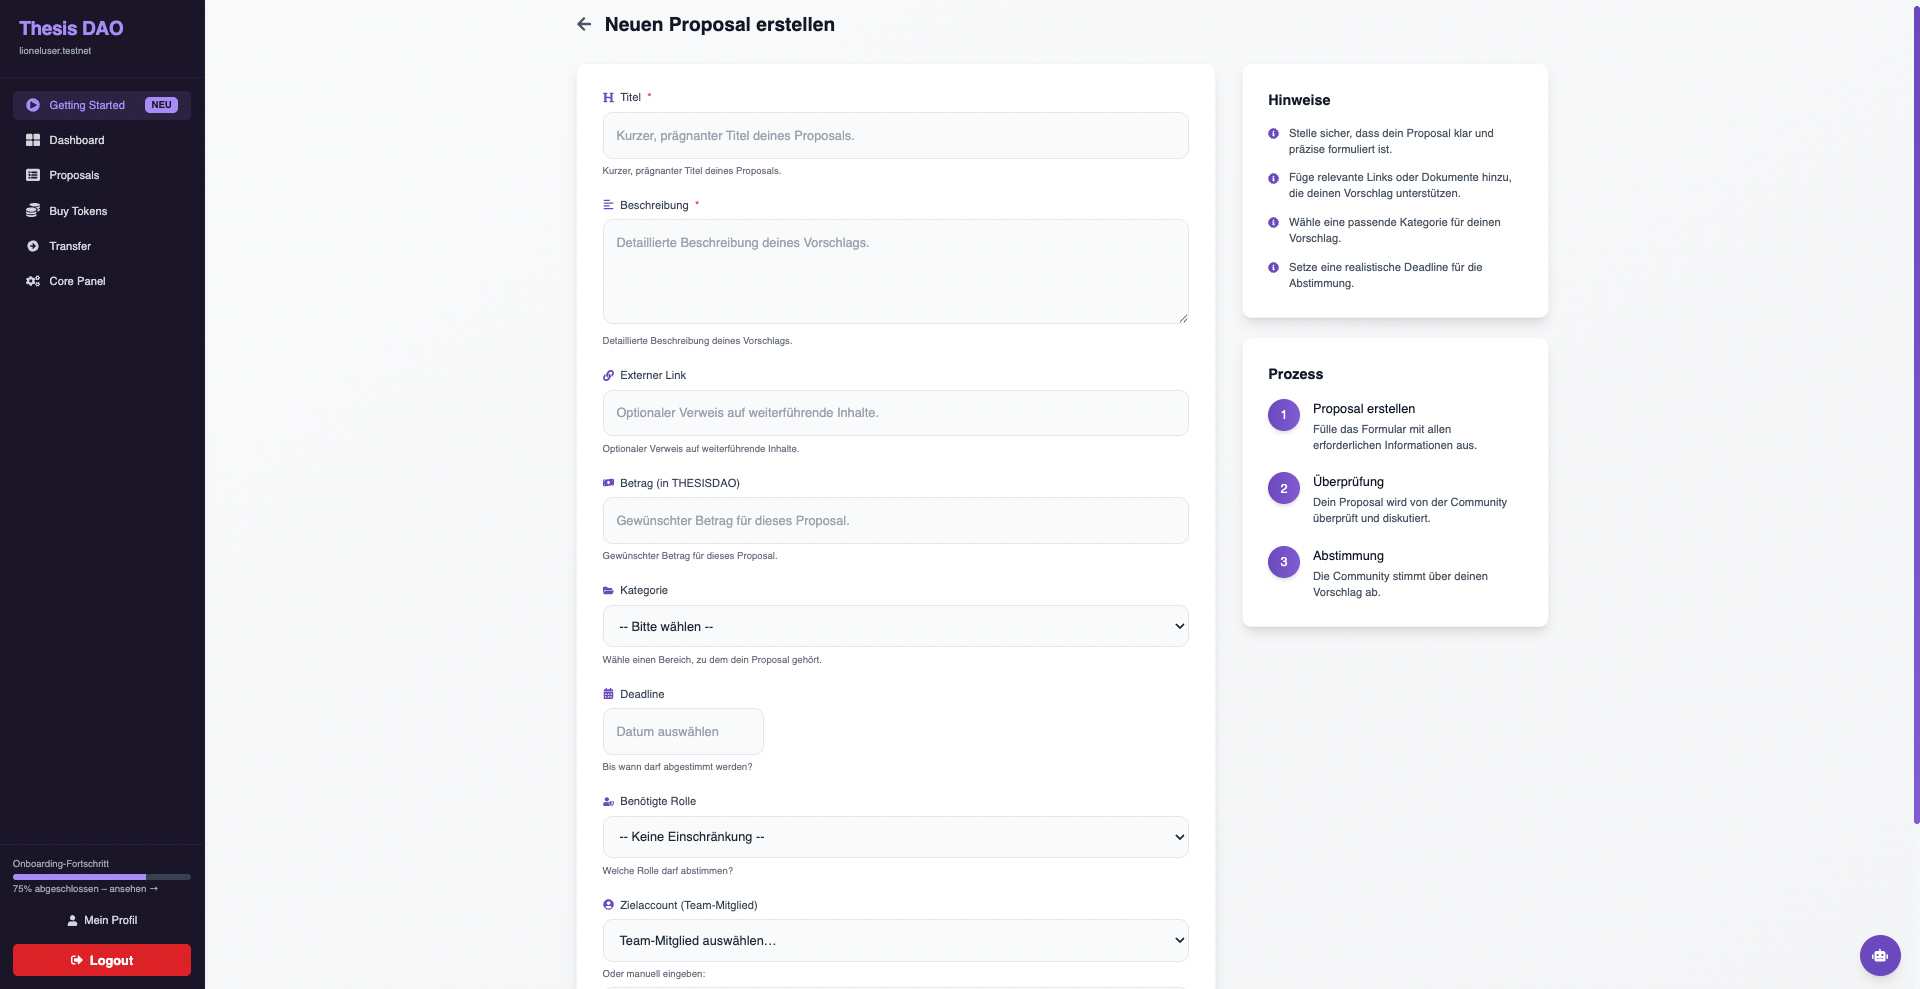 Thesis DAO
lioneluser.testnet
Getting Started NEU
Dashboard
Proposals
Buy Tokens
Transfer
Core Panel
Onboarding-Fortschritt
75% abgeschlossen – ansehen →
Mein Profil
Logout
Neuen Proposal erstellen
Titel *
Kurzer, prägnanter Titel deines Proposals.
Kurzer, prägnanter Titel deines Proposals.
Beschreibung *
Detaillierte Beschreibung deines Vorschlags.
Detaillierte Beschreibung deines Vorschlags.
Externer Link
Optionaler Verweis auf weiterführende Inhalte.
Optionaler Verweis auf weiterführende Inhalte.
Betrag (in THESISDAO)
Gewünschter Betrag für dieses Proposal.
Gewünschter Betrag für dieses Proposal.
Kategorie
-- Bitte wählen --
Wähle einen Bereich, zu dem dein Proposal gehört.
Deadline
Datum auswählen
Bis wann darf abgestimmt werden?
Benötigte Rolle
-- Keine Einschränkung --
Welche Rolle darf abstimmen?
Zielaccount (Team-Mitglied)
Team-Mitglied auswählen...
Oder manuell eingeben:
Hinweise
Stelle sicher, dass dein Proposal klar und
präzise formuliert ist.
Füge relevante Links oder Dokumente hinzu,
die deinen Vorschlag unterstützen.
Wähle eine passende Kategorie für deinen
Vorschlag.
Setze eine realistische Deadline für die
Abstimmung.
Prozess
1
Proposal erstellen
Fülle das Formular mit allen
erforderlichen Informationen aus.
2
Überprüfung
Dein Proposal wird von der Community
überprüft und diskutiert.
3
Abstimmung
Die Community stimmt über deinen
Vorschlag ab.